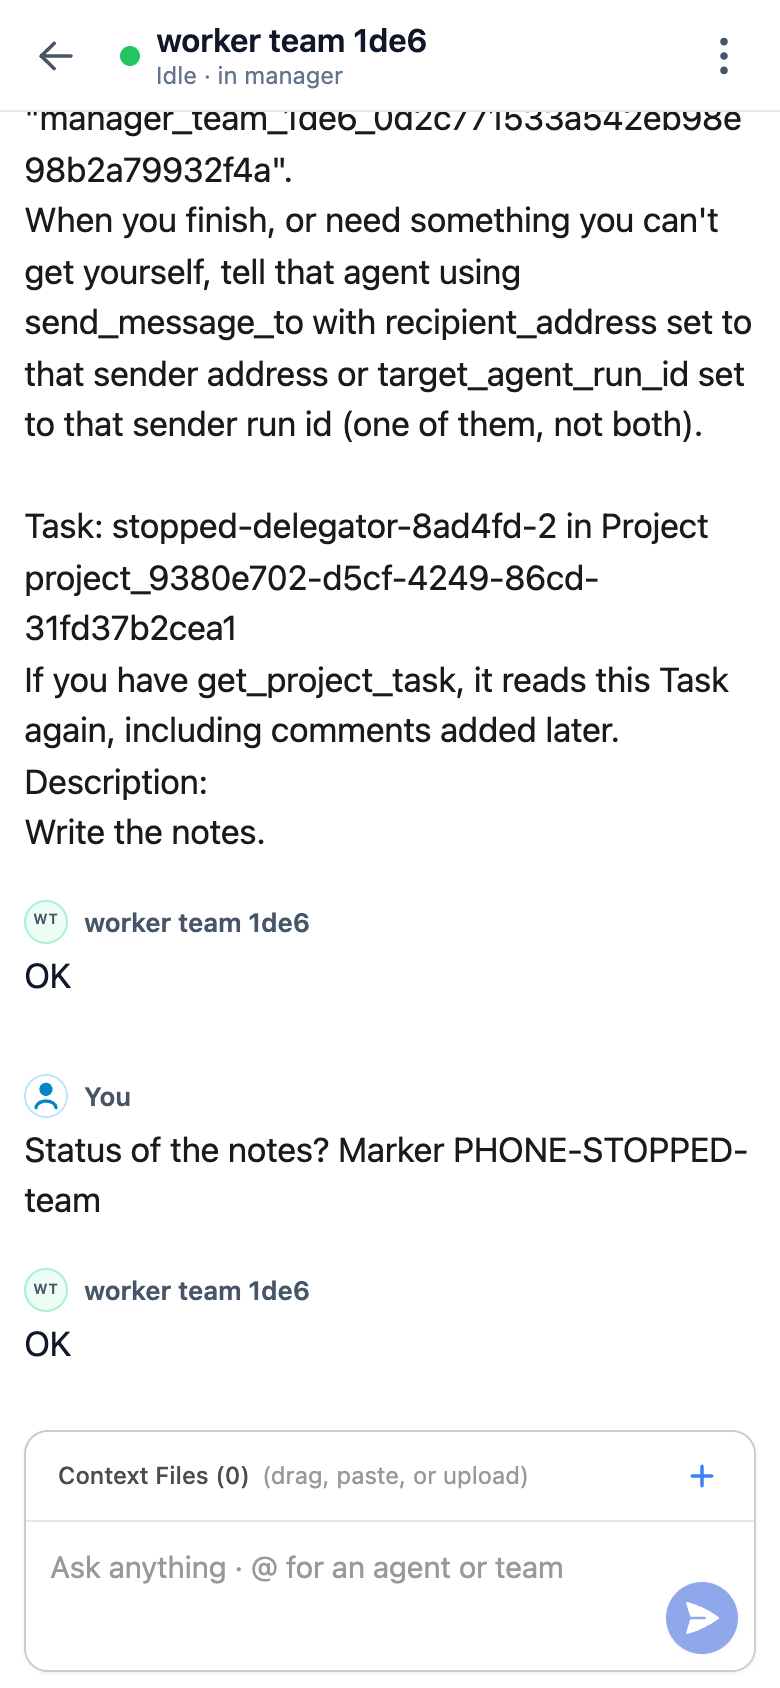 worker team 1de6
Idle · in manager
"manager_team_1de6_0d2c771533a542eb98e
98b2a79932f4a".
When you finish, or need something you can't
get yourself, tell that agent using
send_message_to with recipient_address set to
that sender address or target_agent_run_id set
to that sender run id (one of them, not both).
Task: stopped-delegator-8ad4fd-2 in Project
project_9380e702-d5cf-4249-86cd-
31fd37b2cea1
If you have get_project_task, it reads this Task
again, including comments added later.
Description:
Write the notes.
WT worker team 1de6
OK
You
Status of the notes? Marker PHONE-STOPPED-
team
WT worker team 1de6
OK
Context Files (0) (drag, paste, or upload)
Ask anything · @ for an agent or team